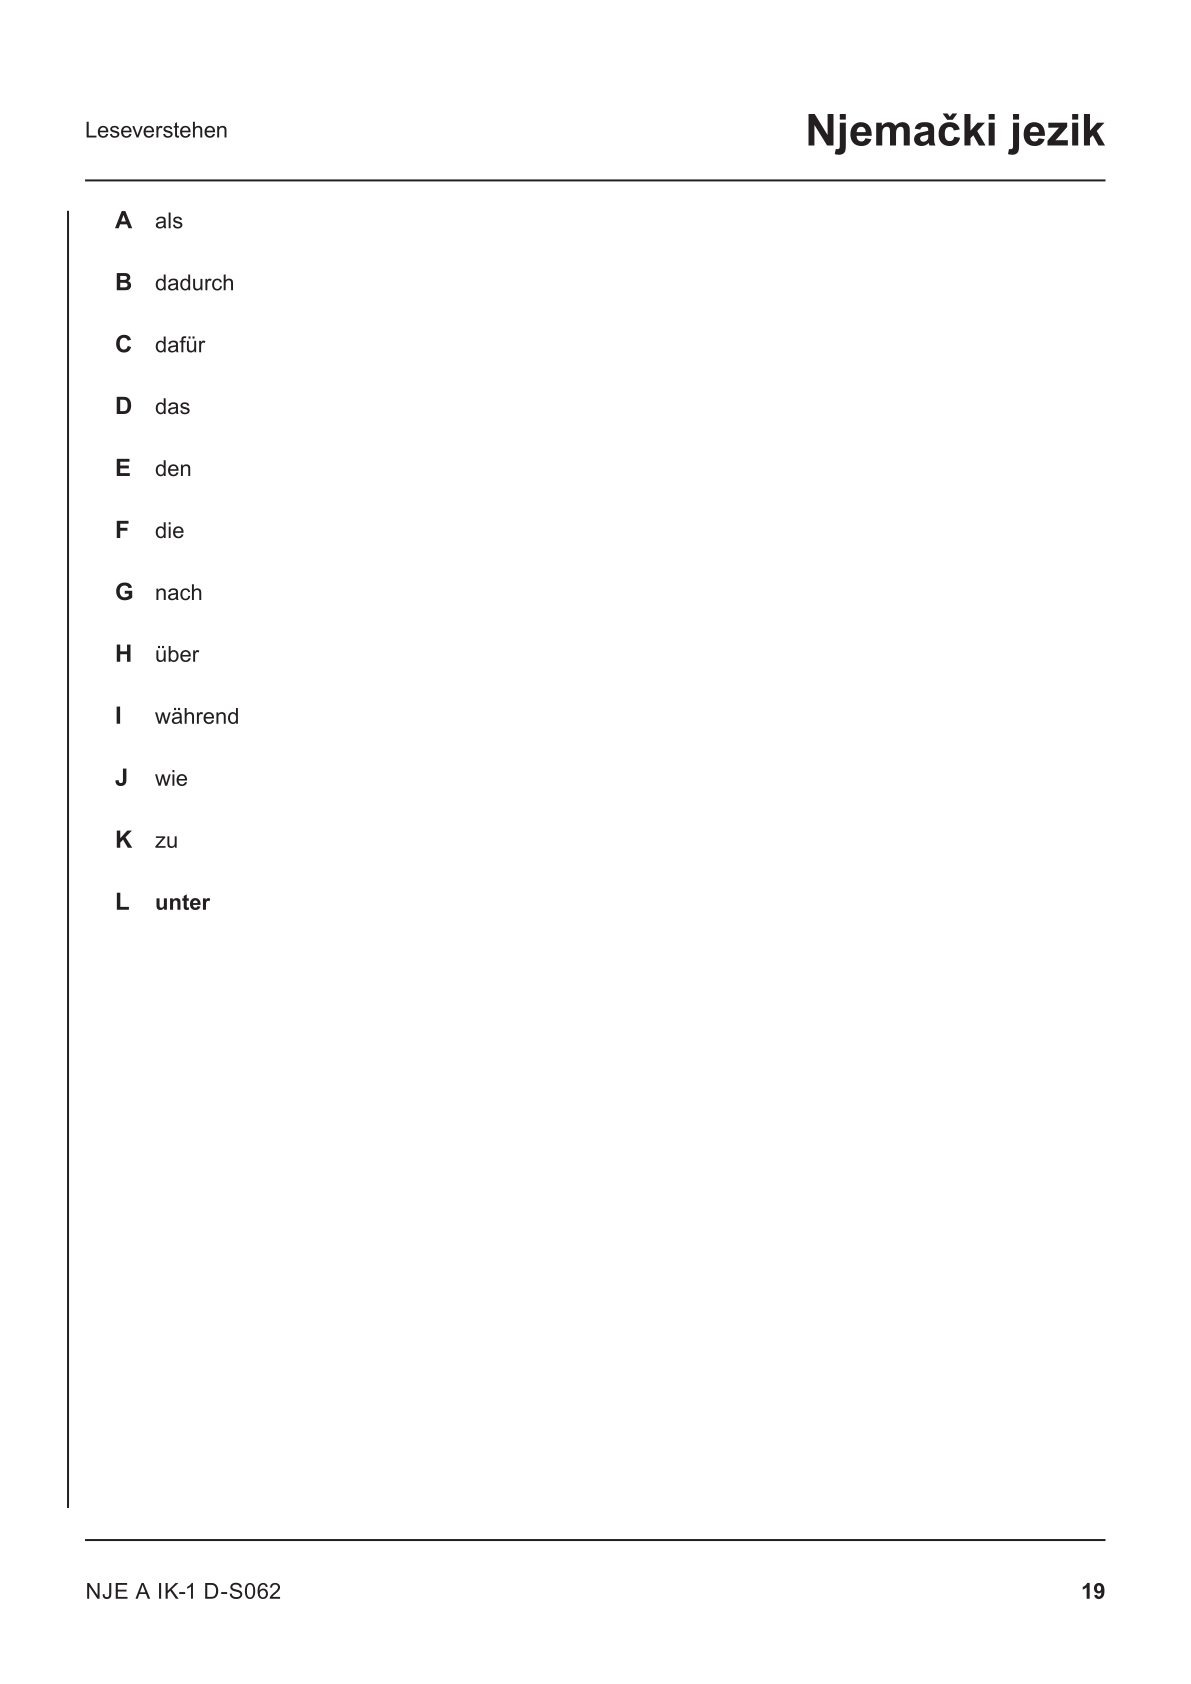 Leseverstehen
Njemački jezik
A als
B dadurch
C dafür
D das
E den
F die
G nach
H über
I während
J wie
K zu
L unter
NJE A IK-1 D-S062
19